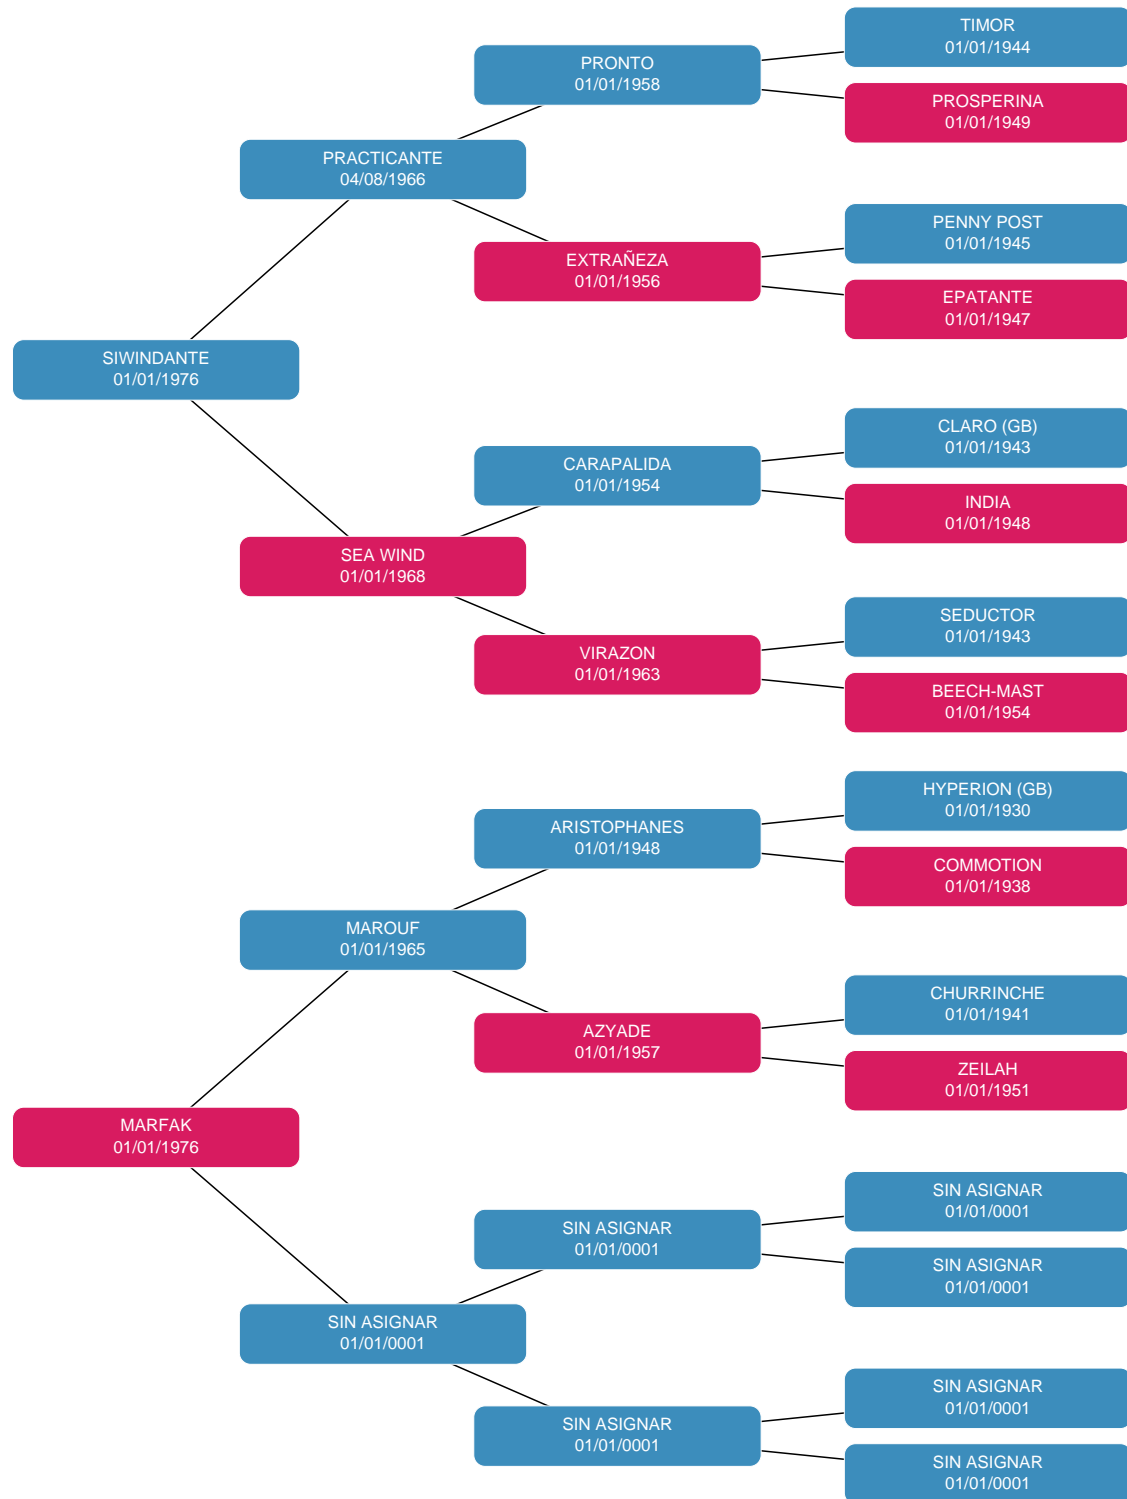 TIMOR
01/01/1944
PRONTO
01/01/1958
PROSPERINA
01/01/1949
PRACTICANTE
04/08/1966
PENNY POST
01/01/1945
EXTRAÑEZA
01/01/1956
EPATANTE
01/01/1947
SIWINDANTE
01/01/1976
CLARO (GB)
01/01/1943
CARAPALIDA
01/01/1954
INDIA
01/01/1948
SEA WIND
01/01/1968
SEDUCTOR
01/01/1943
VIRAZON
01/01/1963
BEECH-MAST
01/01/1954
HYPERION (GB)
01/01/1930
ARISTOPHANES
01/01/1948
COMMOTION
01/01/1938
MAROUF
01/01/1965
CHURRINCHE
01/01/1941
AZYADE
01/01/1957
ZEILAH
01/01/1951
MARFAK
01/01/1976
SIN ASIGNAR
01/01/0001
SIN ASIGNAR
01/01/0001
SIN ASIGNAR
01/01/0001
SIN ASIGNAR
01/01/0001
SIN ASIGNAR
01/01/0001
SIN ASIGNAR
01/01/0001
SIN ASIGNAR
01/01/0001